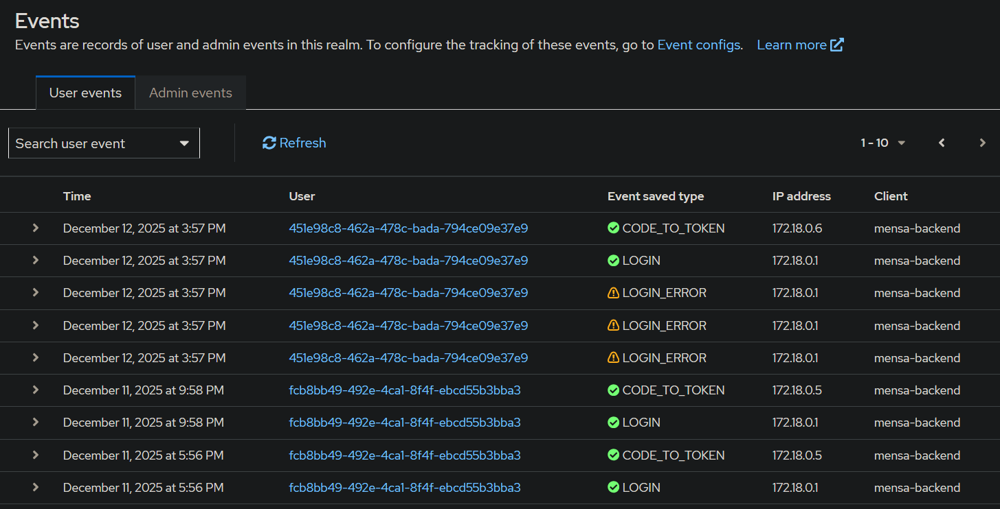 Events
Events are records of user and admin events in this realm. To configure the tracking of these events, go to Event configs. Learn more
User events Admin events
Search user event Refresh 1 - 10
Time User Event saved type IP address Client
December 12, 2025 at 3:57 PM 451e98c8-462a-478c-bada-794ce09e37e9 CODE_TO_TOKEN 172.18.0.6 mensa-backend
December 12, 2025 at 3:57 PM 451e98c8-462a-478c-bada-794ce09e37e9 LOGIN 172.18.0.1 mensa-backend
December 12, 2025 at 3:57 PM 451e98c8-462a-478c-bada-794ce09e37e9 LOGIN_ERROR 172.18.0.1 mensa-backend
December 12, 2025 at 3:57 PM 451e98c8-462a-478c-bada-794ce09e37e9 LOGIN_ERROR 172.18.0.1 mensa-backend
December 12, 2025 at 3:57 PM 451e98c8-462a-478c-bada-794ce09e37e9 LOGIN_ERROR 172.18.0.1 mensa-backend
December 11, 2025 at 9:58 PM fcb8bb49-492e-4ca1-8f4f-ebcd55b3bba3 CODE_TO_TOKEN 172.18.0.5 mensa-backend
December 11, 2025 at 9:58 PM fcb8bb49-492e-4ca1-8f4f-ebcd55b3bba3 LOGIN 172.18.0.1 mensa-backend
December 11, 2025 at 5:56 PM fcb8bb49-492e-4ca1-8f4f-ebcd55b3bba3 CODE_TO_TOKEN 172.18.0.5 mensa-backend
December 11, 2025 at 5:56 PM fcb8bb49-492e-4ca1-8f4f-ebcd55b3bba3 LOGIN 172.18.0.1 mensa-backend